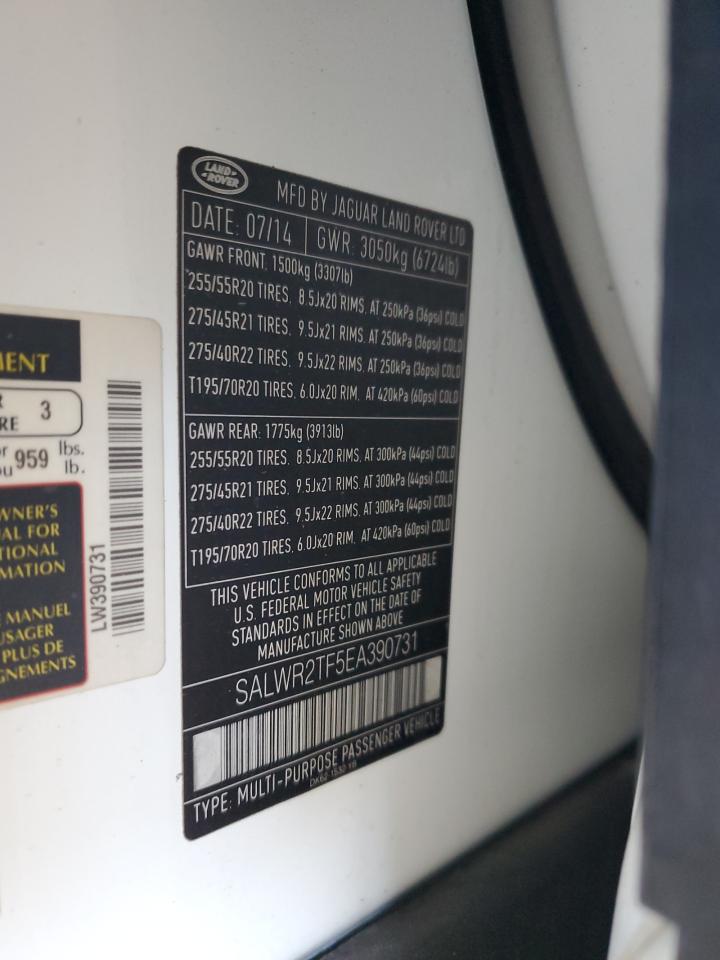 LAND ROVER
MFD BY JAGUAR LAND ROVER LTD
DATE: 07/14
GWR: 3050kg (6724lb)
GAWR FRONT: 1500kg (3307lb)
255/55R20 TIRES, 8.5Jx20 RIMS, AT 250kPa (36psi) COLD
275/45R21 TIRES, 9.5Jx21 RIMS, AT 250kPa (36psi) COLD
275/40R22 TIRES, 9.5Jx22 RIMS, AT 250kPa (36psi) COLD
T195/70R20 TIRES, 6.0Jx20 RIM, AT 420kPa (60psi) COLD
GAWR REAR: 1775kg (3913lb)
255/55R20 TIRES, 8.5Jx20 RIMS, AT 300kPa (44psi) COLD
275/45R21 TIRES, 9.5Jx21 RIMS, AT 300kPa (44psi) COLD
275/40R22 TIRES, 9.5Jx22 RIMS, AT 300kPa (44psi) COLD
T195/70R20 TIRES, 6.0Jx20 RIM, AT 420kPa (60psi) COLD
THIS VEHICLE CONFORMS TO ALL APPLICABLE
U.S. FEDERAL MOTOR VEHICLE SAFETY
STANDARDS IN EFFECT ON THE DATE OF
MANUFACTURE SHOWN ABOVE
SALWR2TF5EA390731
TYPE: MULTI-PURPOSE PASSENGER VEHICLE
MENT
R
RE
3
or
ou
959
lbs.
lb.
WNER'S
AL FOR
TIONAL
MATION
E MANUEL
USAGER
PLUS DE
GNEMENTS
LW390731